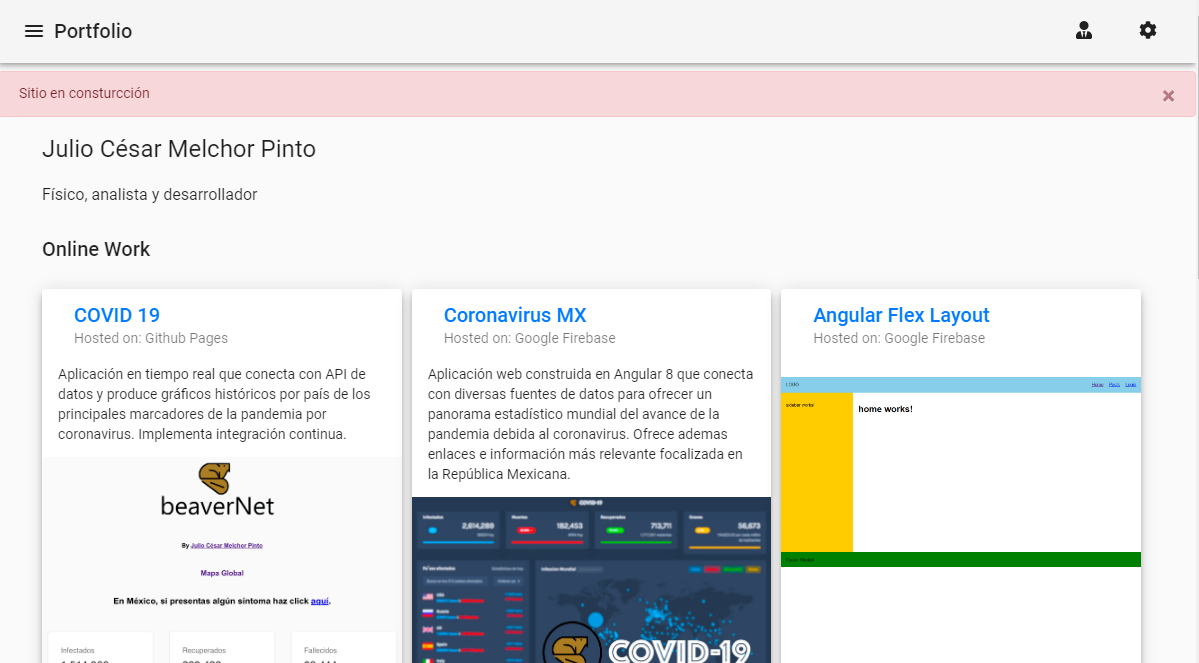 Portfolio
Sitio en consturcción
×
Julio César Melchor Pinto
Físico, analista y desarrollador
Online Work
COVID 19
Hosted on: Github Pages
Aplicación en tiempo real que conecta con API de
datos y produce gráficos históricos por país de los
principales marcadores de la pandemia por
coronavirus. Implementa integración continua.
beaverNet
By Julio César Melchor Pinto
Mapa Global
En México, si presentas algún síntoma haz click aquí.
Infectados
Recuperados
Fallecidos
Coronavirus MX
Hosted on: Google Firebase
Aplicación web construida en Angular 8 que conecta
con diversas fuentes de datos para ofrecer un
panorama estadístico mundial del avance de la
pandemia debida al coronavirus. Ofrece ademas
enlaces e información más relevante focalizada en
la República Mexicana.
COVID-19
Infectados
Muertes
Recuperados
2,614,289
182,453
713,711
56,673
COVID-19
Angular Flex Layout
Hosted on: Google Firebase
LOGO
Home Posts Login
sidebar works!
home works!